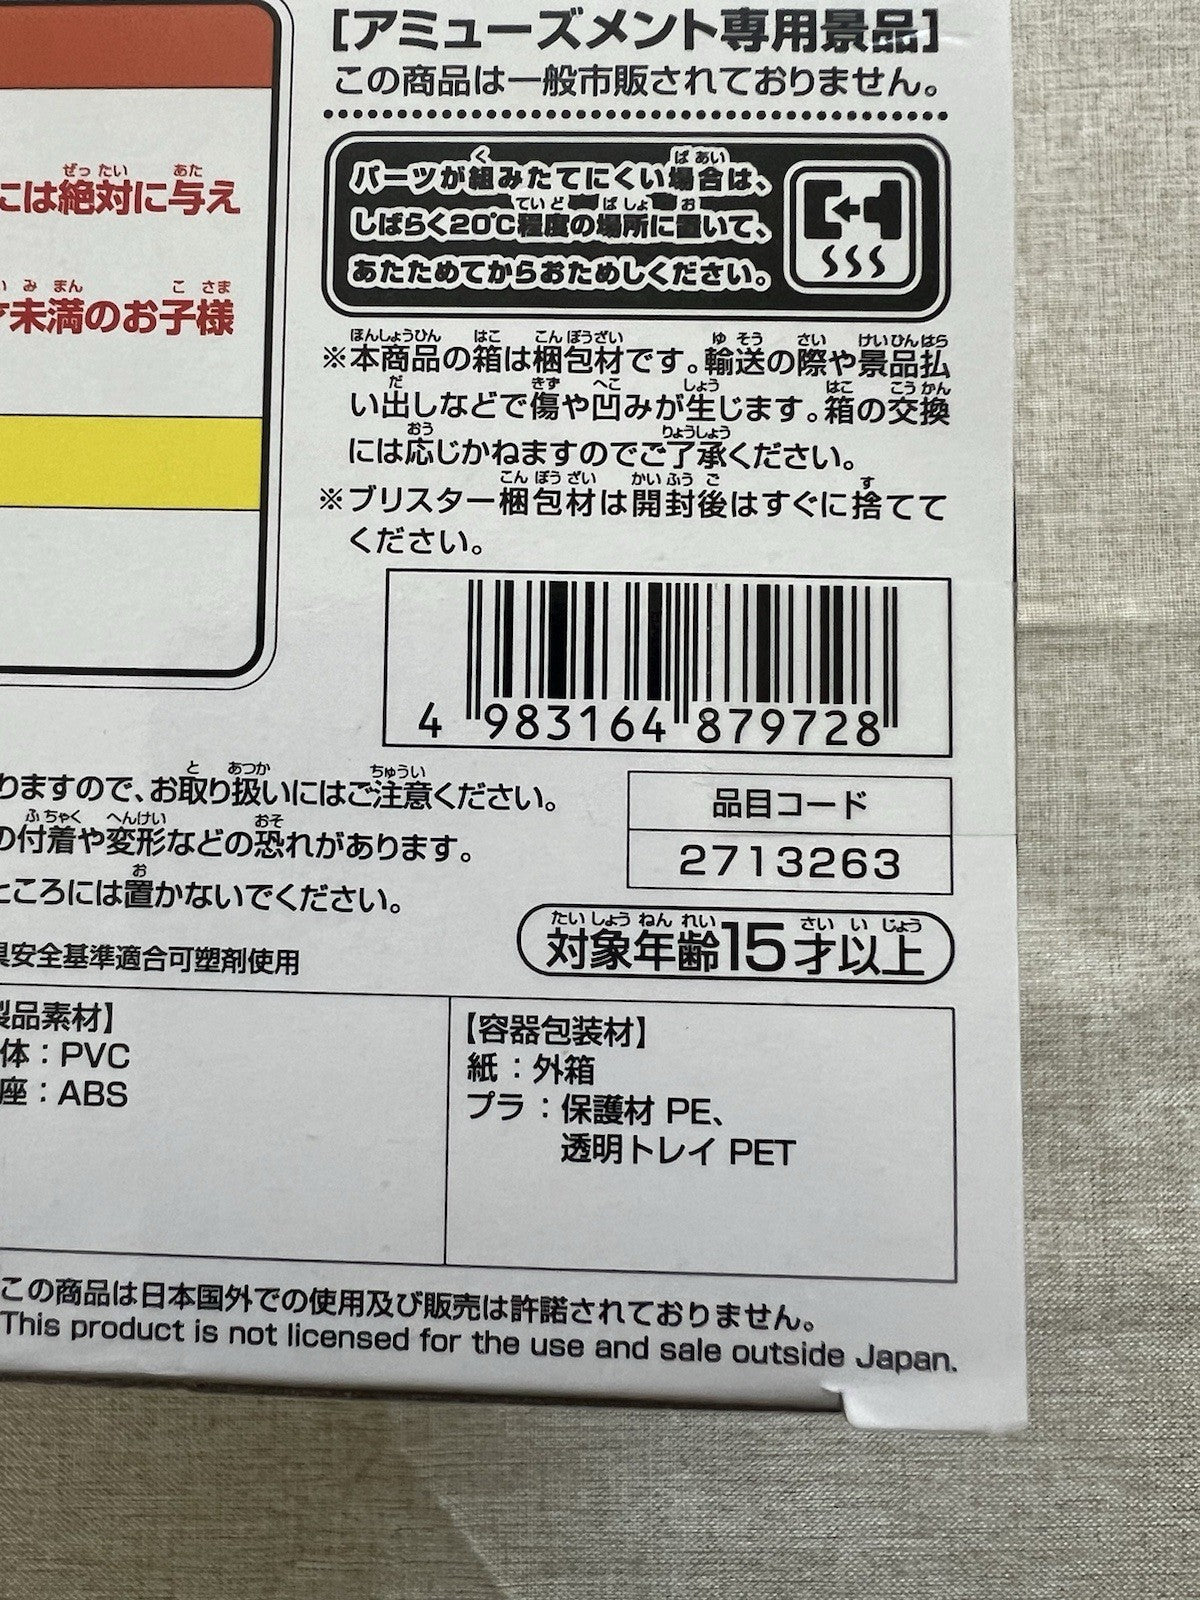 [アミューズメント専用景品]
この商品は一般市販されておりません。
パーツが組みたてにくい場合は、
しばらく20℃程度の場所に置いて、
あたためてからおためしください。
には絶対に与え
未満のお子様
※本商品の箱は梱包材です。輸送の際や景品払
い出しなどで傷や凹みが生じます。箱の交換
には応じかねますのでご了承ください。
※ブリスター梱包材は開封後はすぐに捨てて
ください。
4 983164 879728
りますので、お取り扱いにはご注意ください。
の付着や変形などの恐れがあります。
ところには置かないでください。
品目コード
2713263
対象年齢15才以上
具安全基準適合可塑剤使用
製品素材】
体：PVC
座：ABS
【容器包装材】
紙：外箱
プラ：保護材 PE、
透明トレイ PET
この商品は日本国外での使用及び販売は許諾されておりません。
This product is not licensed for the use and sale outside Japan.